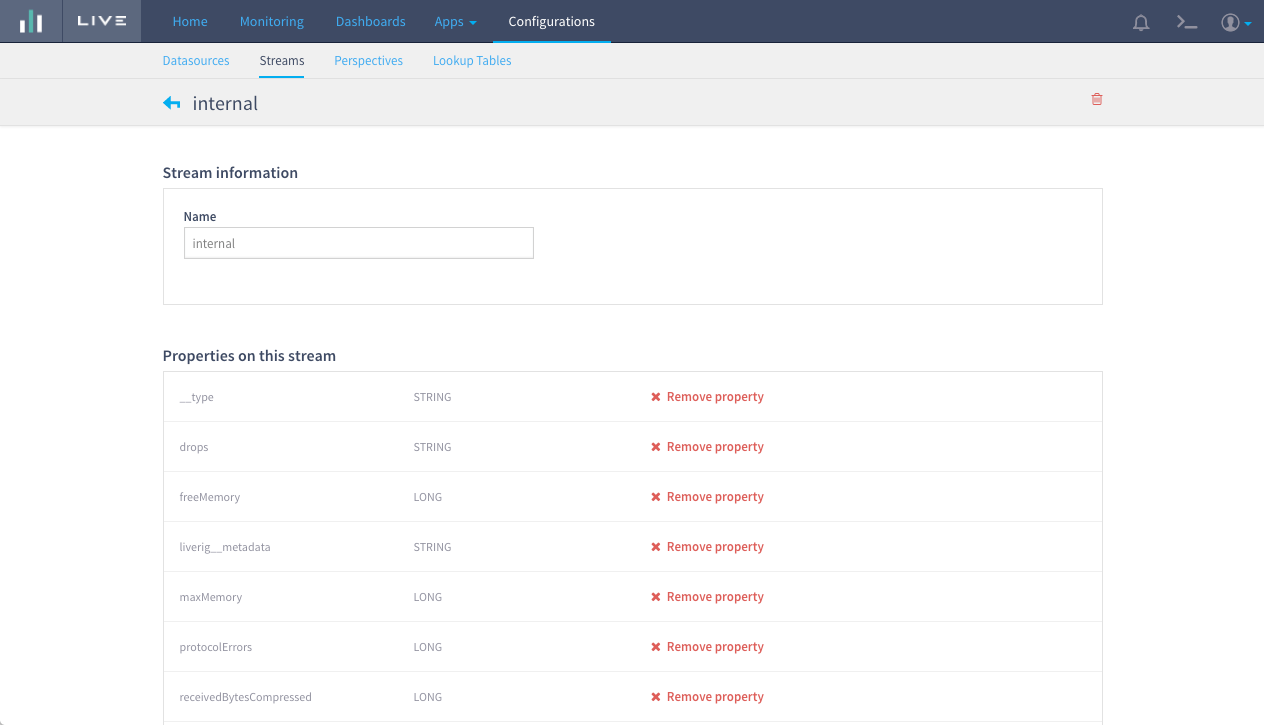 LIVE Home Monitoring Dashboards Apps Configurations
Datasources Streams Perspectives Lookup Tables
internal
Stream information
Name
internal
Properties on this stream
__type STRING Remove property
drops STRING Remove property
freeMemory LONG Remove property
liverig__metadata STRING Remove property
maxMemory LONG Remove property
protocolErrors LONG Remove property
receivedBytesCompressed LONG Remove property